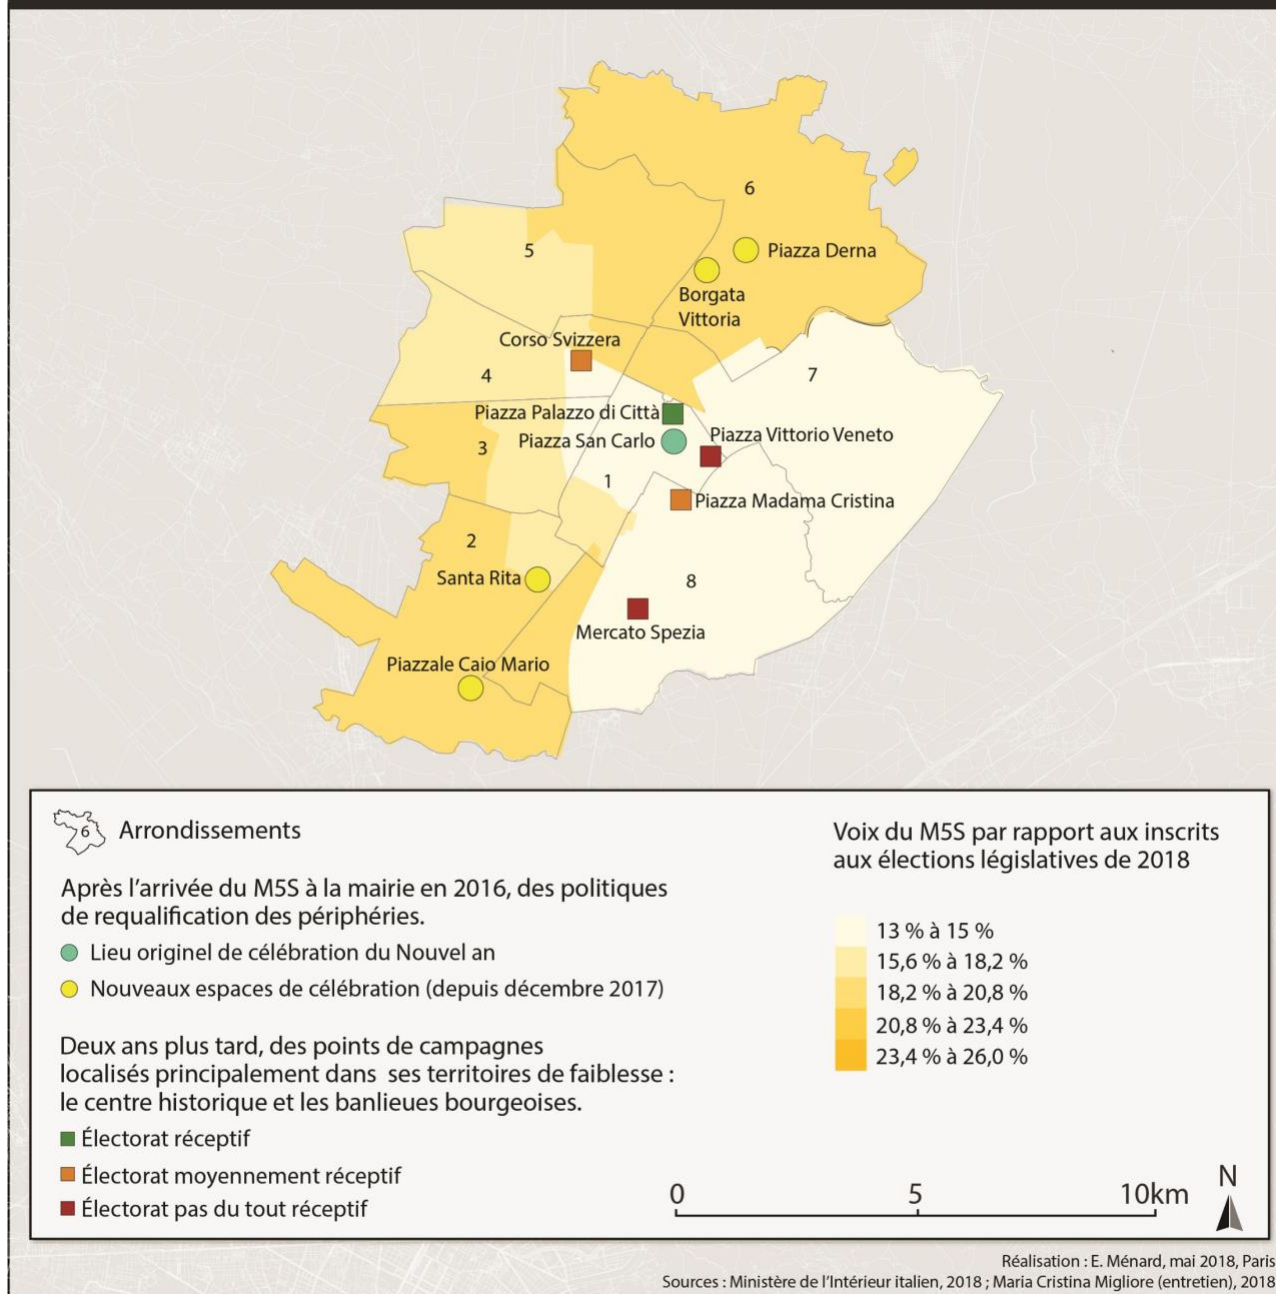 6
5
Piazza Derna
Borgata
Vittoria
Corso Svizzera
7
4
Piazza Palazzo di Città
Piazza Vittorio Veneto
Piazza San Carlo
3
1
Piazza Madama Cristina
2
Santa Rita
8
Mercato Spezia
Piazzale Caio Mario
6 Arrondissements
Après l’arrivée du M5S à la mairie en 2016, des politiques
de requalification des périphéries.
Lieu originel de célébration du Nouvel an
Nouveaux espaces de célébration (depuis décembre 2017)
Deux ans plus tard, des points de campagnes
localisés principalement dans ses territoires de faiblesse :
le centre historique et les banlieues bourgeoises.
Électorat réceptif
Électorat moyennement réceptif
Électorat pas du tout réceptif
Voix du M5S par rapport aux inscrits
aux élections législatives de 2018
13 % à 15 %
15,6 % à 18,2 %
18,2 % à 20,8 %
20,8 % à 23,4 %
23,4 % à 26,0 %
0 5 10km
N
Réalisation : E. Ménard, mai 2018, Paris
Sources : Ministère de l’Intérieur italien, 2018 ; Maria Cristina Migliore (entretien), 2018